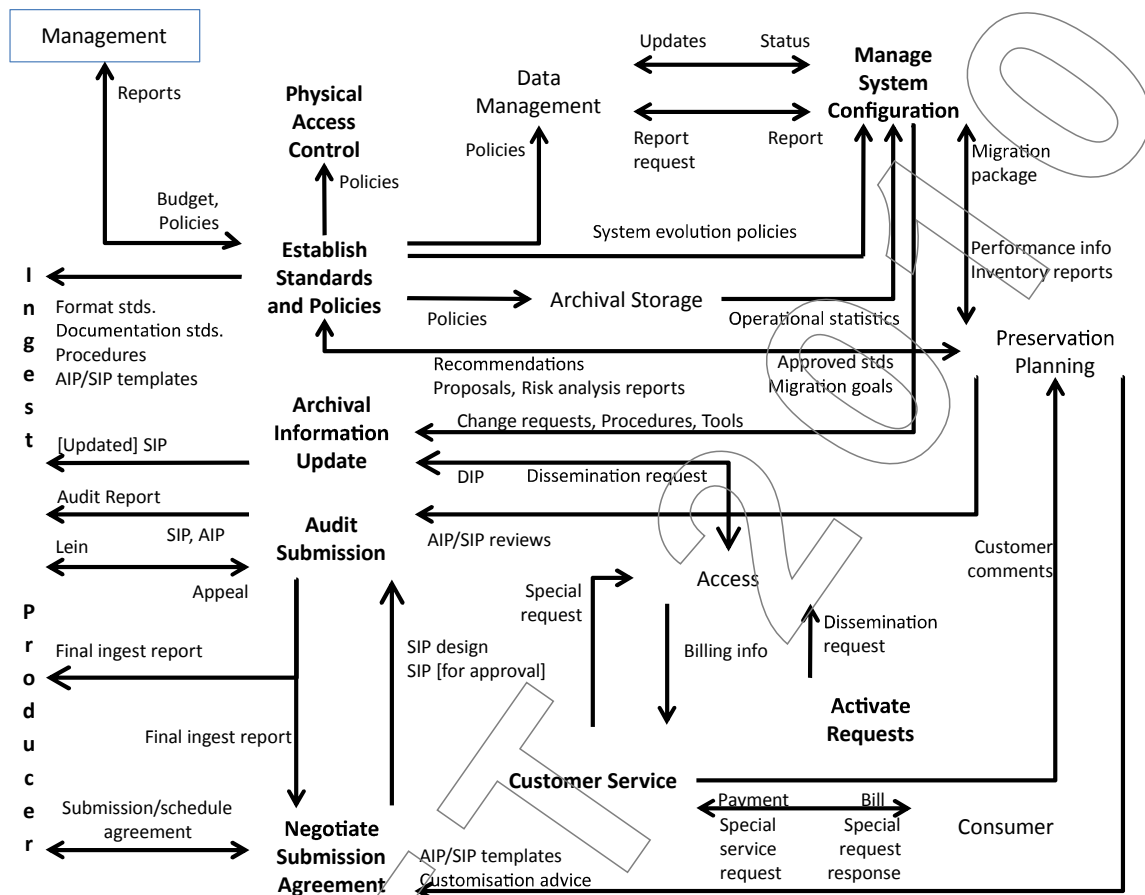 Management
Reports
Physical
Access
Control
Policies
Budget,
Policies
Data
Management
Policies
Updates
Status
Report
request
Report
Manage
System
Configuration
Migration
package
Performance info
Inventory reports
System evolution policies
Establish
Standards
and Policies
Policies
Archival Storage
Operational statistics
Ingest
Format stds.
Documentation stds.
Procedures
AIP/SIP templates
Recommendations
Proposals, Risk analysis reports
Approved stds
Migration goals
Preservation
Planning
Archival
Information
Update
Change requests, Procedures, Tools
[Updated] SIP
DIP
Dissemination request
Audit Report
SIP, AIP
Audit
Submission
AIP/SIP reviews
Lein
Appeal
Special
request
Access
Customer
comments
Producer
Final ingest report
SIP design
SIP [for approval]
Billing info
Dissemination
request
Activate
Requests
Final ingest report
Customer Service
Submission/schedule
agreement
Negotiate
Submission
Agreement
Payment
Special
service
request
Bill
Special
request
response
Consumer
AIP/SIP templates
Customisation advice